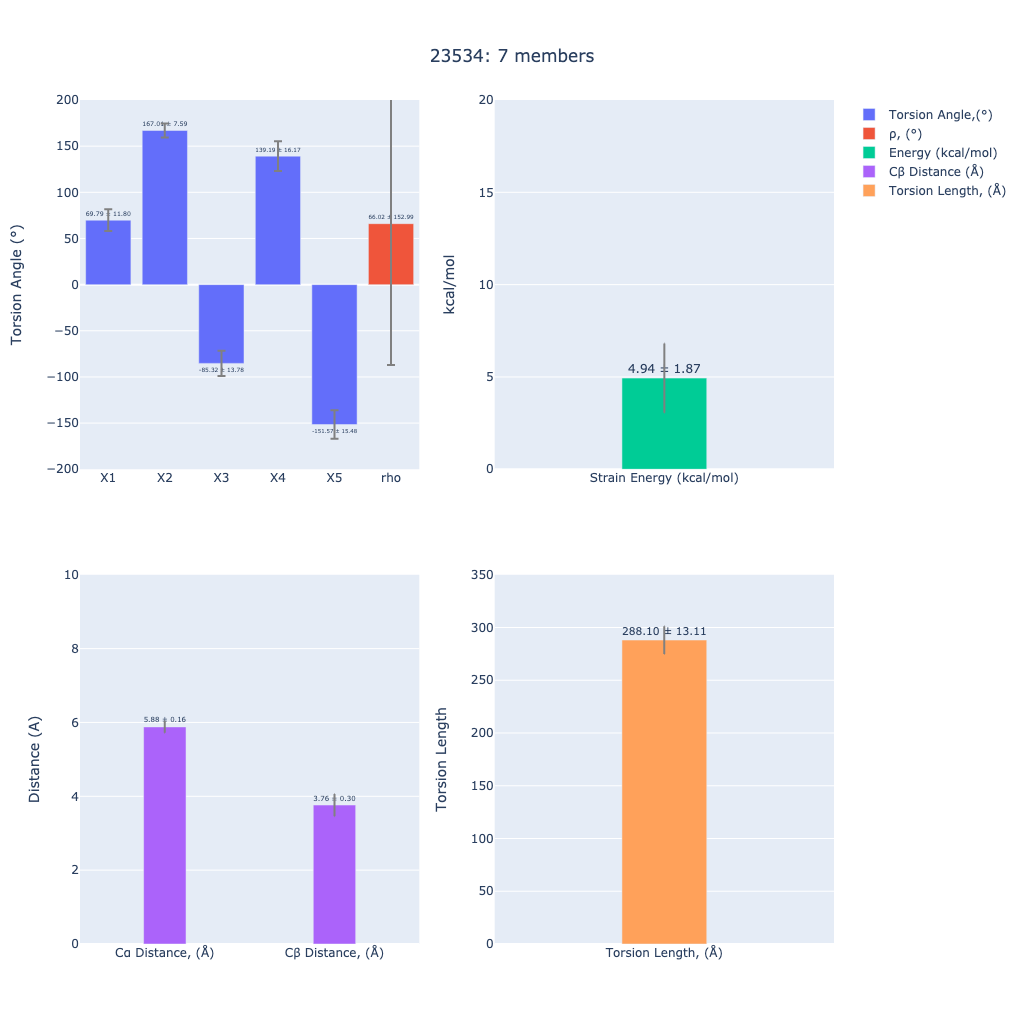 23534: 7 members
Torsion Angle (°)
200
150
100
50
0
−50
−100
−150
−200
69.79 ± 11.80
-85.32 ± 13.78
139.19 ± 16.17
-151.57 ± 15.48
66.02 ± 152.99
X1 X2 X3 X4 X5 rho
kcal/mol
20
15
10
5
0
4.94 ± 1.87
Strain Energy (kcal/mol)
Torsion Angle,(°)
ρ, (°)
Energy (kcal/mol)
Cβ Distance (Å)
Torsion Length, (Å)
Distance (A)
10
8
6
4
2
0
5.88 ± 0.16
3.76 ± 0.30
Cα Distance, (Å) Cβ Distance, (Å)
Torsion Length
350
300
250
200
150
100
50
0
288.10 ± 13.11
Torsion Length, (Å)